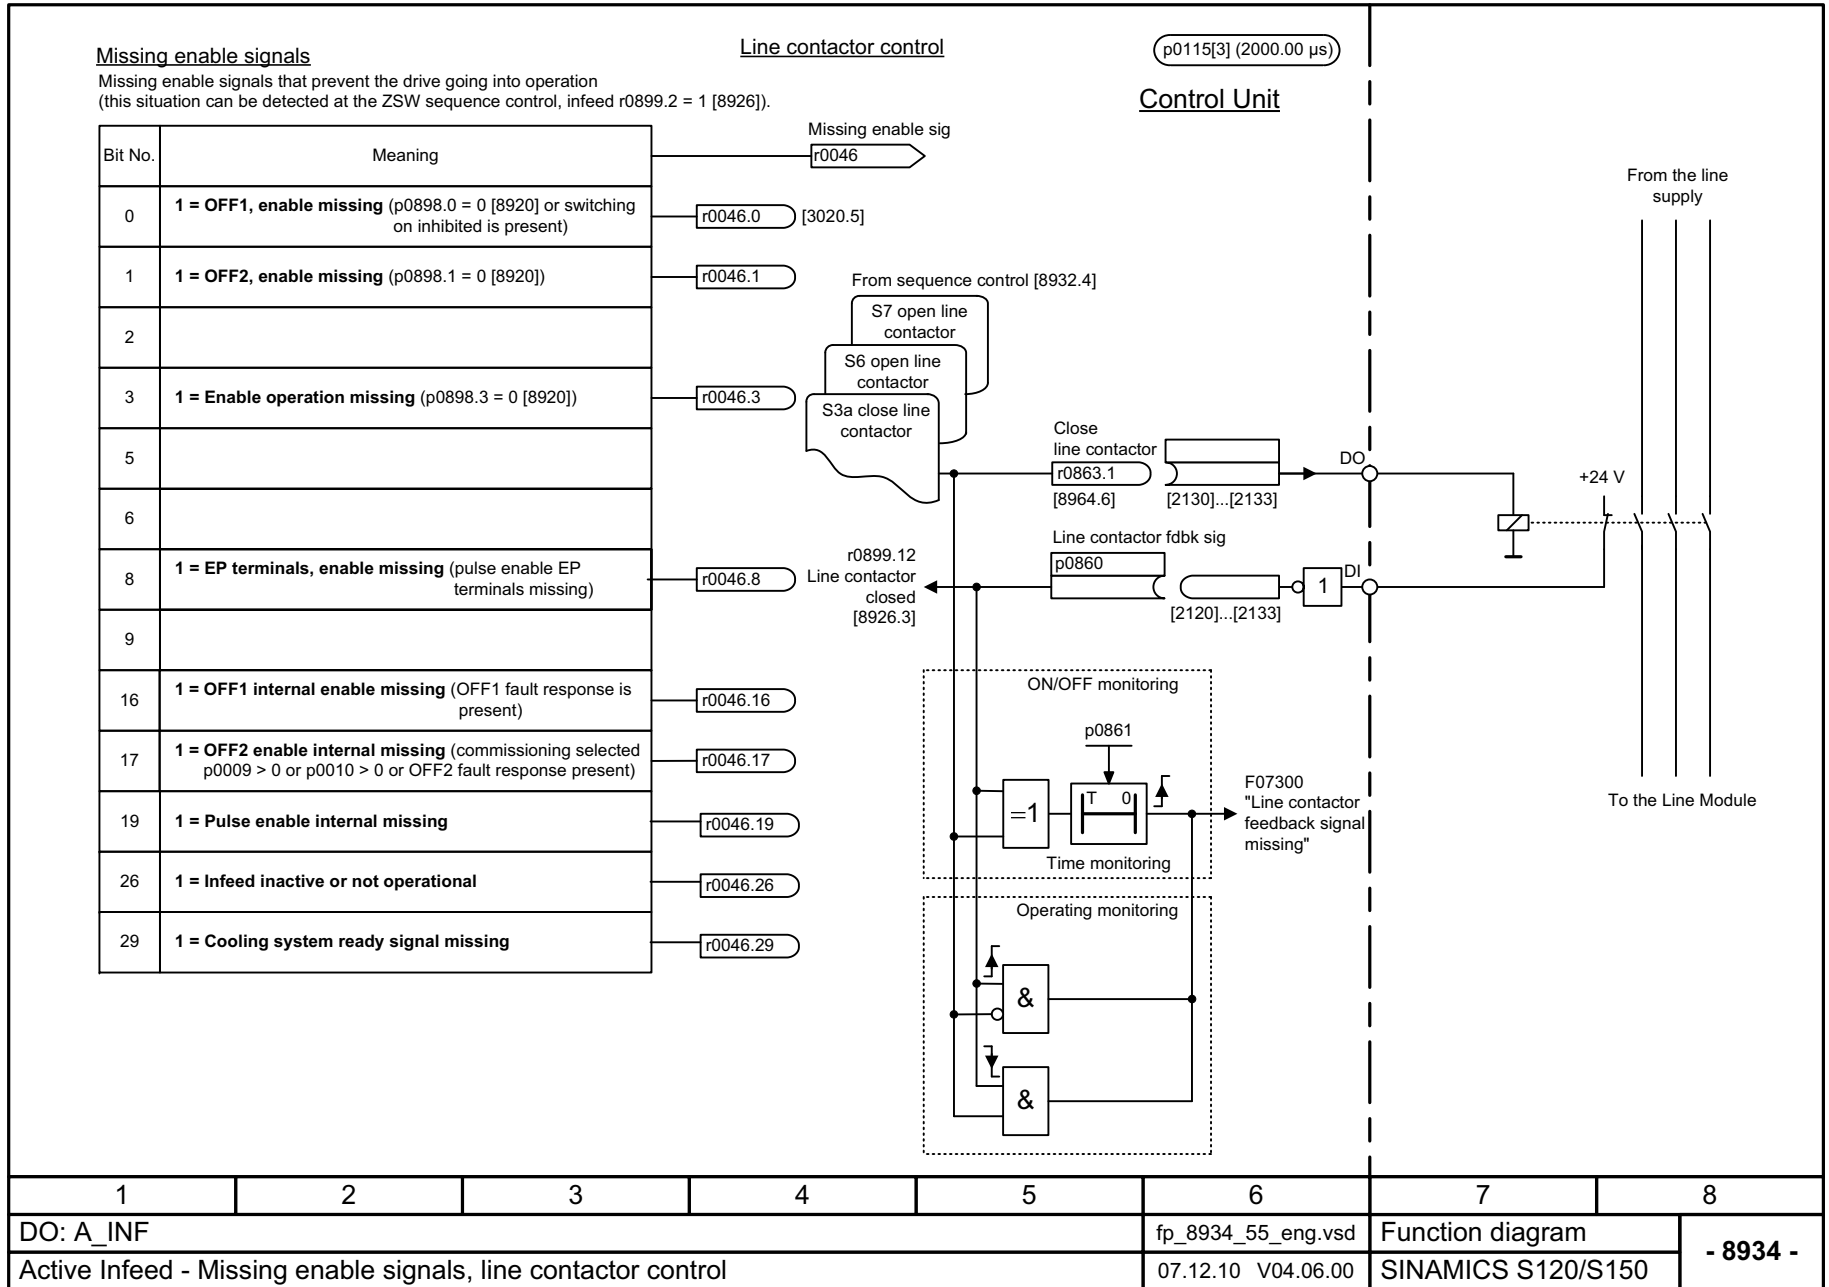 Missing enable signals
Missing enable signals that prevent the drive going into operation
(this situation can be detected at the ZSW sequence control, infeed r0899.2 = 1 [8926]).
Line contactor control
p0115[3] (2000.00 µs)
Control Unit
Bit No.
Meaning
Missing enable sig
r0046
0
1 = OFF1, enable missing (p0898.0 = 0 [8920] or switching
on inhibited is present)
r0046.0
[3020.5]
1
1 = OFF2, enable missing (p0898.1 = 0 [8920])
r0046.1
2
3
1 = Enable operation missing (p0898.3 = 0 [8920])
r0046.3
5
6
8
1 = EP terminals, enable missing (pulse enable EP
terminals missing)
r0046.8
9
16
1 = OFF1 internal enable missing (OFF1 fault response is
present)
r0046.16
17
1 = OFF2 enable internal missing (commissioning selected
p0009 > 0 or p0010 > 0 or OFF2 fault response present)
r0046.17
19
1 = Pulse enable internal missing
r0046.19
26
1 = Infeed inactive or not operational
r0046.26
29
1 = Cooling system ready signal missing
r0046.29
From sequence control [8932.4]
S7 open line
contactor
S6 open line
contactor
S3a close line
contactor
Close
line contactor
r0863.1
[8964.6]
[2130]...[2133]
DO
r0899.12
Line contactor
closed
[8926.3]
Line contactor fdbk sig
p0860
[2120]...[2133]
1
DI
ON/OFF monitoring
p0861
=1
T 0
Time monitoring
F07300
"Line contactor
feedback signal
missing"
Operating monitoring
&
&
From the line
supply
+24 V
To the Line Module
1 2 3 4 5 6 7 8
DO: A_INF
fp_8934_55_eng.vsd
Function diagram
- 8934 -
Active Infeed - Missing enable signals, line contactor control
07.12.10 V04.06.00
SINAMICS S120/S150